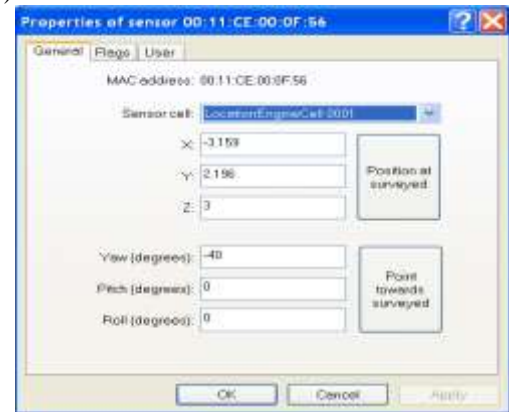 )
Properties of sensor 00:11:CE:00:0F:56
General Flags User
MAC address: 00:11:CE:00:0F:56
Sensor cell: LocationEngineCell 0001
X: -3.159
Y: 2.196
Position at surveyed
Z: 3
Yaw (degrees): -40
Pitch (degrees): 0
Point towards surveyed
Roll (degrees): 0
OK Cancel Apply